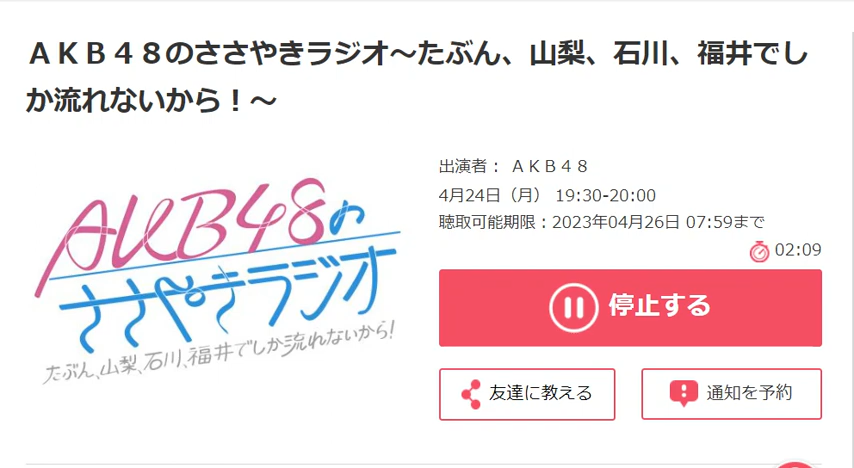 ＡＫＢ４８のささやきラジオ～たぶん、山梨、石川、福井でし
か流れないから！～
AKB48の
ささやきラジオ
たぶん、山梨、石川、福井でしか流れないから!
出演者： ＡＫＢ４８
4月24日（月） 19:30-20:00
聴取可能期限：2023年04月26日 07:59まで
02:09
停止する
友達に教える
通知を予約